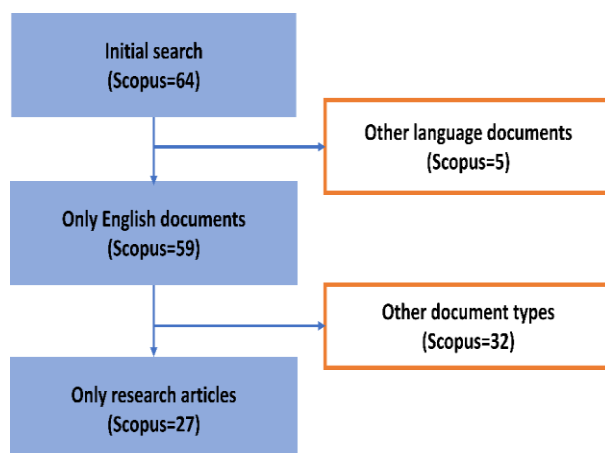 Initial search
(Scopus=64)
Other language documents
(Scopus=5)
Only English documents
(Scopus=59)
Other document types
(Scopus=32)
Only research articles
(Scopus=27)